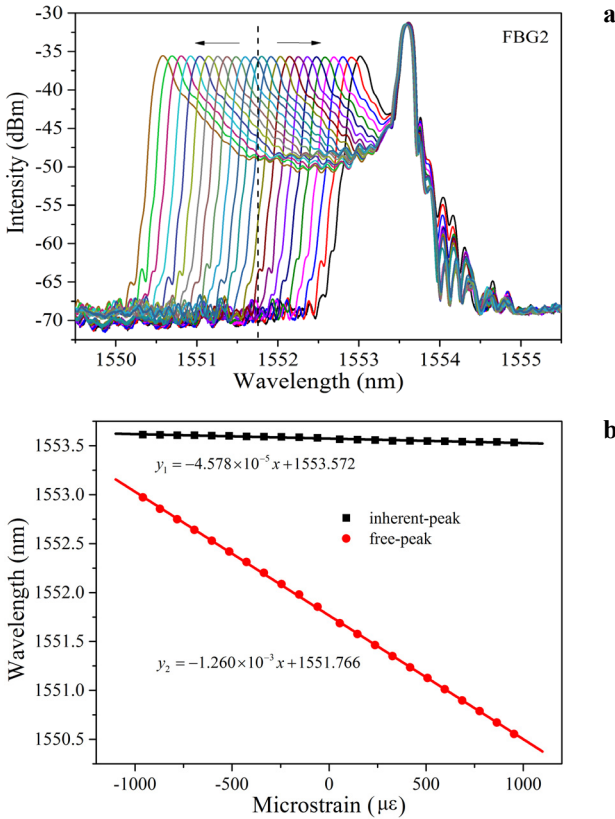 a
-30
FBG2
-35
-40
-45
-50
-55
-60
-65
-70
Intensity (dBm)
1550 1551 1552 1553 1554 1555
Wavelength (nm)
b
1553.5
y₁ = −4.578×10⁻⁵ x+1553.572
1553.0
inherent-peak
free-peak
1552.5
1552.0
1551.5
y₂ = −1.260×10⁻³ x+1551.766
1551.0
1550.5
Wavelength (nm)
-1000 -500 0 500 1000
Microstrain (με)